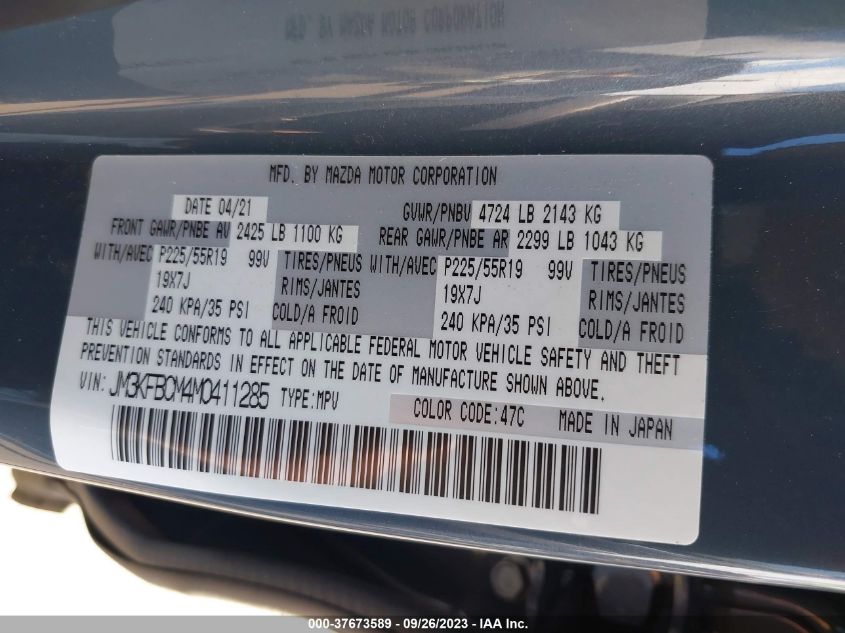 MFD. BY MAZDA MOTOR CORPORATION
DATE 04/21 GVWR/PNBV 4724 LB 2143 KG
FRONT GAWR/PNBE AV 2425 LB 1100 KG REAR GAWR/PNBE AR 2299 LB 1043 KG
WITH/AVEC P225/55R19 99V TIRES/PNEUS WITH/AVEC P225/55R19 99V TIRES/PNEUS
19X7J RIMS/JANTES 19X7J RIMS/JANTES
240 KPA/35 PSI COLD/A FROID 240 KPA/35 PSI COLD/A FROID
THIS VEHICLE CONFORMS TO ALL APPLICABLE FEDERAL MOTOR VEHICLE SAFETY AND THEFT
PREVENTION STANDARDS IN EFFECT ON THE DATE OF MANUFACTURE SHOWN ABOVE.
VIN: JM3KFBCM4M0411285 TYPE:MPV
COLOR CODE:47C MADE IN JAPAN
000-37673589 - 09/26/2023 - IAA Inc.